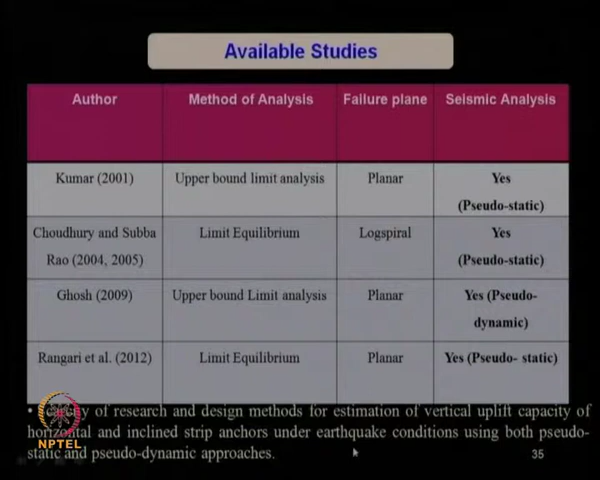 Available Studies
Author Method of Analysis Failure plane Seismic Analysis
Kumar (2001) Upper bound limit analysis Planar Yes
(Pseudo-static)
Choudhury and Subba Limit Equilibrium Logspiral Yes
Rao (2004, 2005) (Pseudo-static)
Ghosh (2009) Upper bound Limit analysis Planar Yes (Pseudo-
dynamic)
Rangari et al. (2012) Limit Equilibrium Planar Yes (Pseudo- static)
• of research and design methods for estimation of vertical uplift capacity of
horizontal and inclined strip anchors under earthquake conditions using both pseudo-
static and pseudo-dynamic approaches.
NPTEL
35